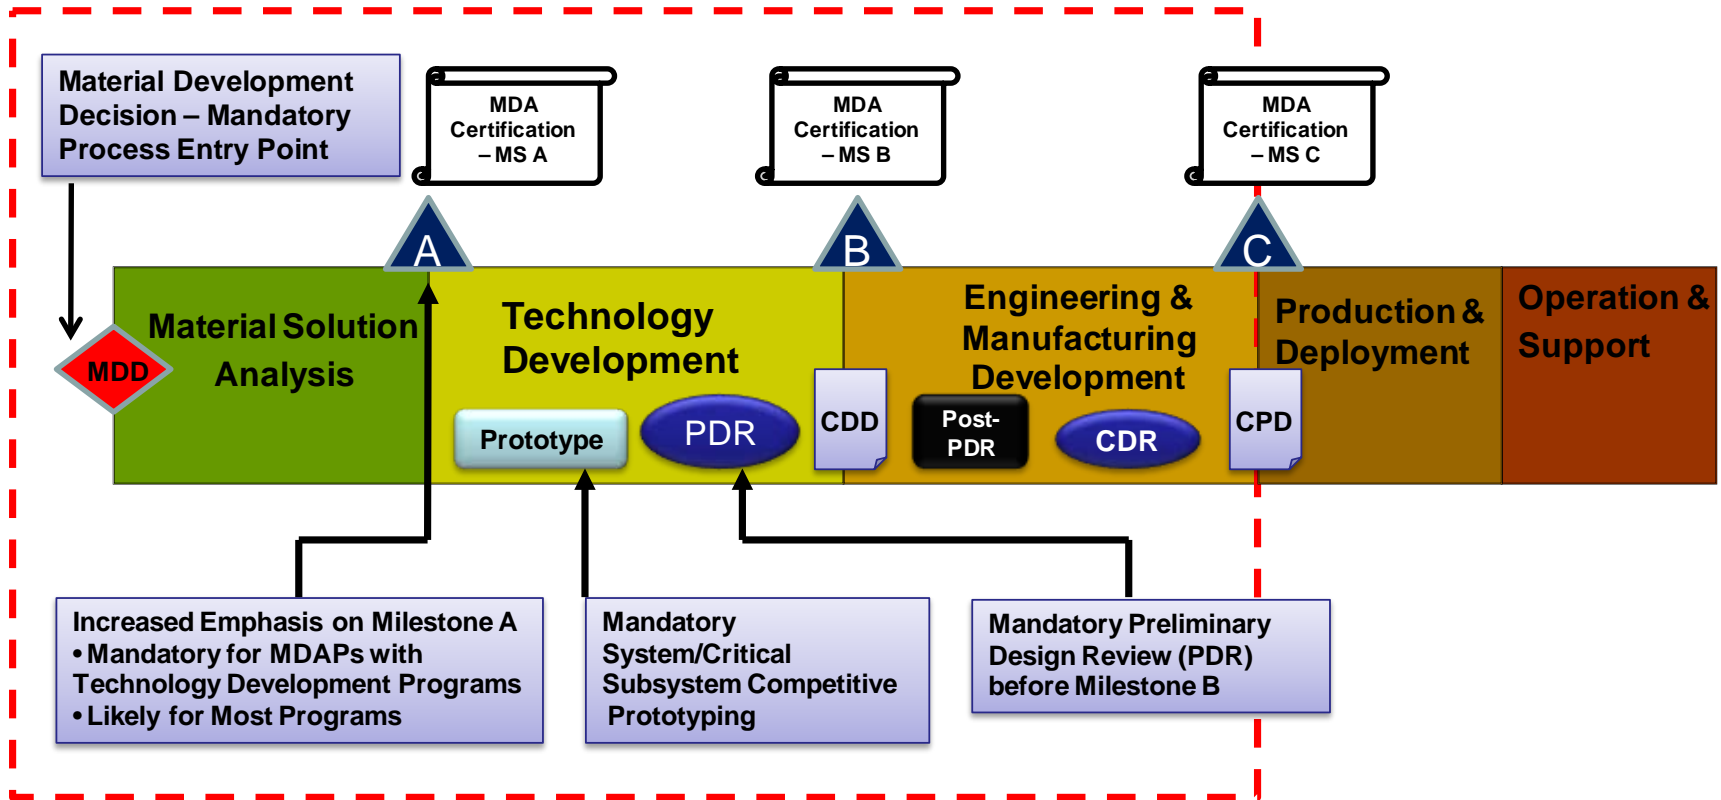 Material Development
Decision – Mandatory
Process Entry Point
MDA
Certification
– MS A
MDA
Certification
– MS B
MDA
Certification
– MS C
A
B
C
MDD
Material Solution
Analysis
Technology
Development
Engineering &
Manufacturing
Development
Production &
Deployment
Operation &
Support
Prototype
PDR
CDD
Post-
PDR
CDR
CPD
Increased Emphasis on Milestone A
• Mandatory for MDAPs with
Technology Development Programs
• Likely for Most Programs
Mandatory
System/Critical
Subsystem Competitive
Prototyping
Mandatory Preliminary
Design Review (PDR)
before Milestone B